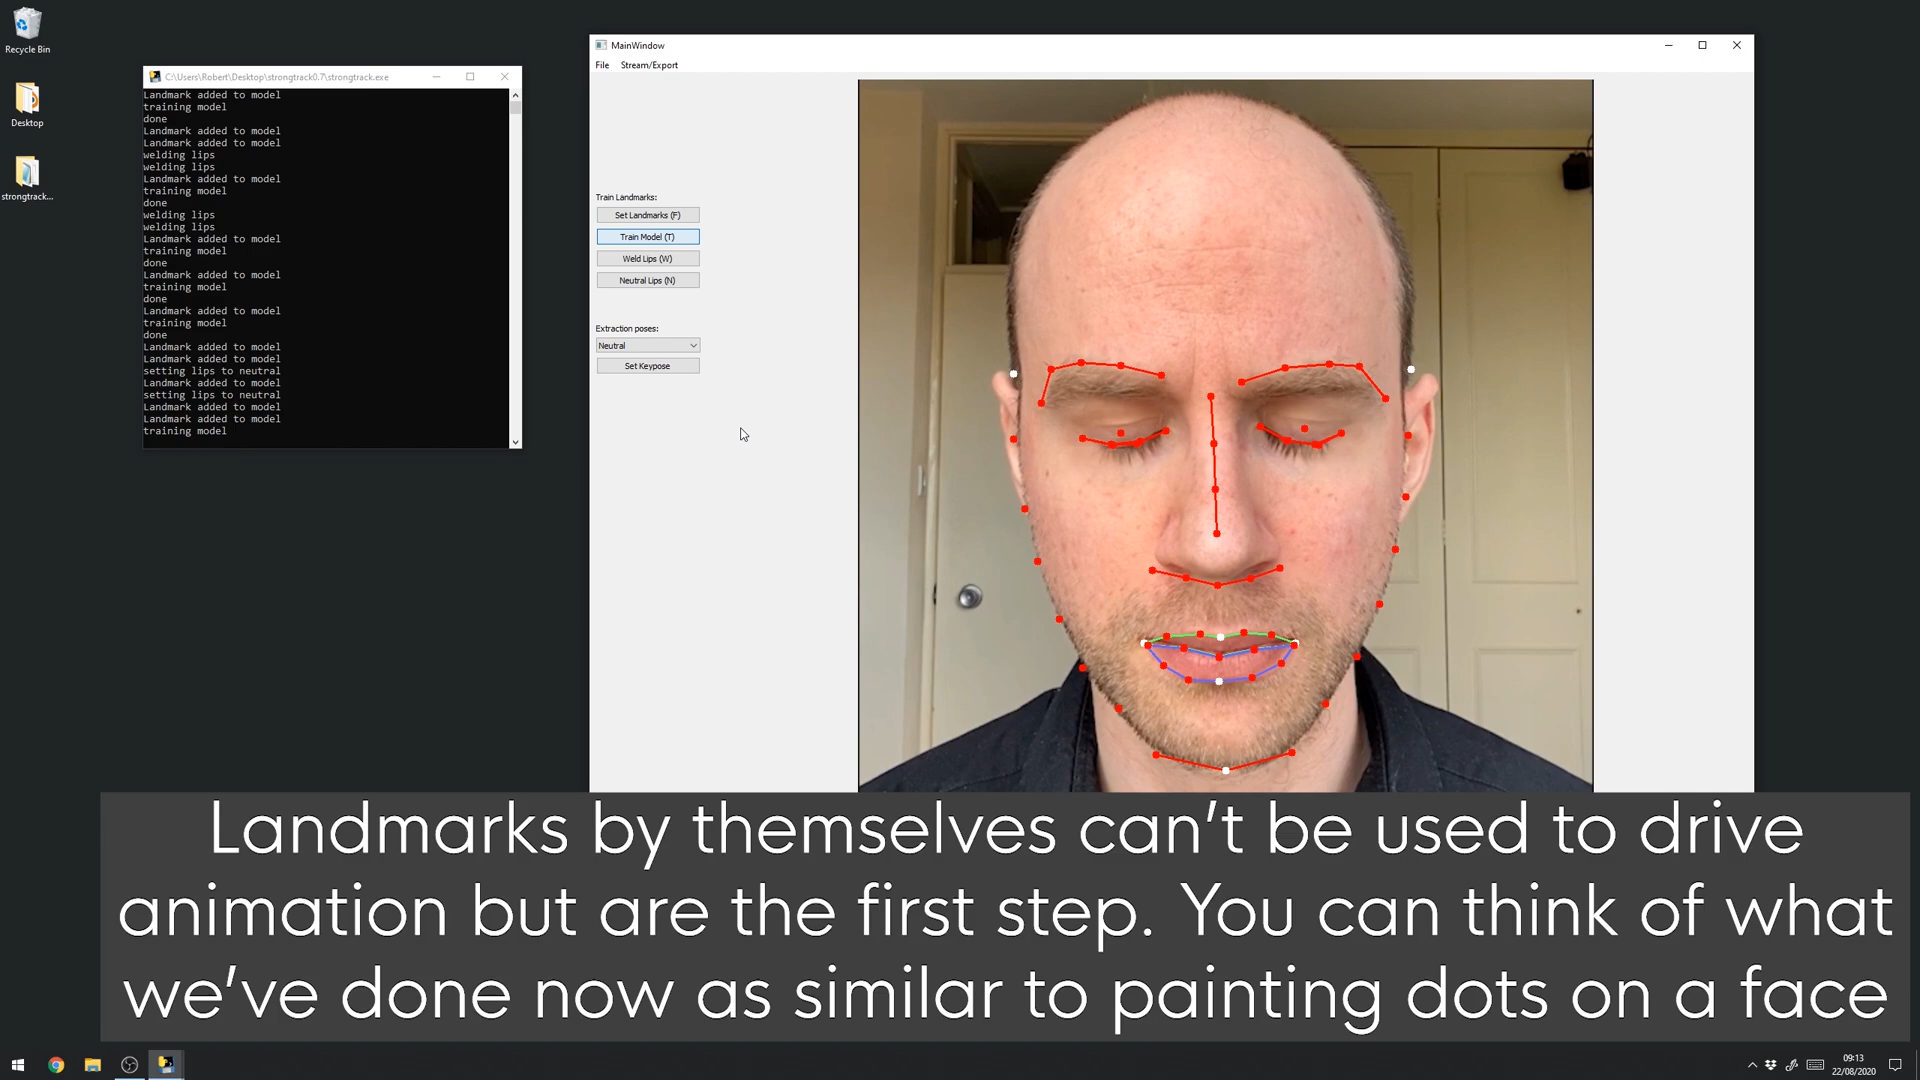 Recycle Bin
Desktop
strongtrack...
C:\Users\Robert\Desktop\strongtrack0.7\strongtrack.exe
Landmark added to model
training model
done
Landmark added to model
Landmark added to model
welding lips
welding lips
Landmark added to model
training model
done
welding lips
welding lips
Landmark added to model
training model
done
Landmark added to model
training model
done
Landmark added to model
training model
done
Landmark added to model
Landmark added to model
setting lips to neutral
Landmark added to model
setting lips to neutral
Landmark added to model
Landmark added to model
training model
MainWindow
File Stream/Export
Train Landmarks:
Set Landmarks (F)
Train Model (T)
Weld Lips (W)
Neutral Lips (N)
Extraction poses:
Neutral
Set Keypose
Landmarks by themselves can't be used to drive
animation but are the first step. You can think of what
we've done now as similar to painting dots on a face
09:13
22/08/2020